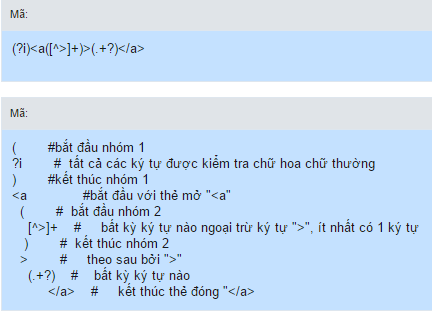 Mã:
(?i)<a([^>]+)>(.+?)</a>
Mã:
( #bắt đầu nhóm 1
?i # tất cả các ký tự được kiểm tra chữ hoa chữ thường
) #kết thúc nhóm 1
<a #bắt đầu với thẻ mở "<a"
( # bắt đầu nhóm 2
[^>]+ # bất kỳ ký tự nào ngoại trừ ký tự ">", ít nhất có 1 ký tự
) # kết thúc nhóm 2
> # theo sau bởi ">"
(.+?) # bất kỳ ký tự nào
</a> # kết thúc thẻ đóng "</a>